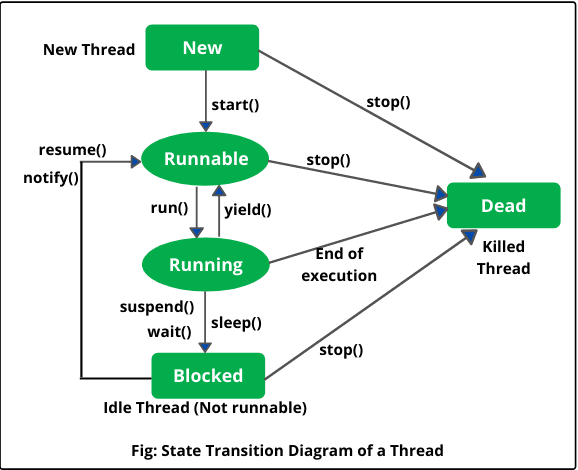 New Thread
New
start()
stop()
resume()
notify()
Runnable
stop()
run()
yield()
Dead
Killed
Thread
Running
End of
execution
suspend()
wait()
sleep()
stop()
Blocked
Idle Thread (Not runnable)
Fig: State Transition Diagram of a Thread